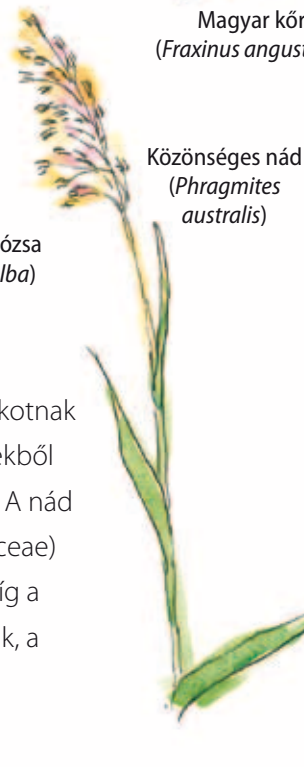 Magyar kőr
(Fraxinus angust
Közönséges nád
(Phragmites
australis)
ózsa
lba)
kotnak
ekből
A nád
ceae)
íg a
k, a